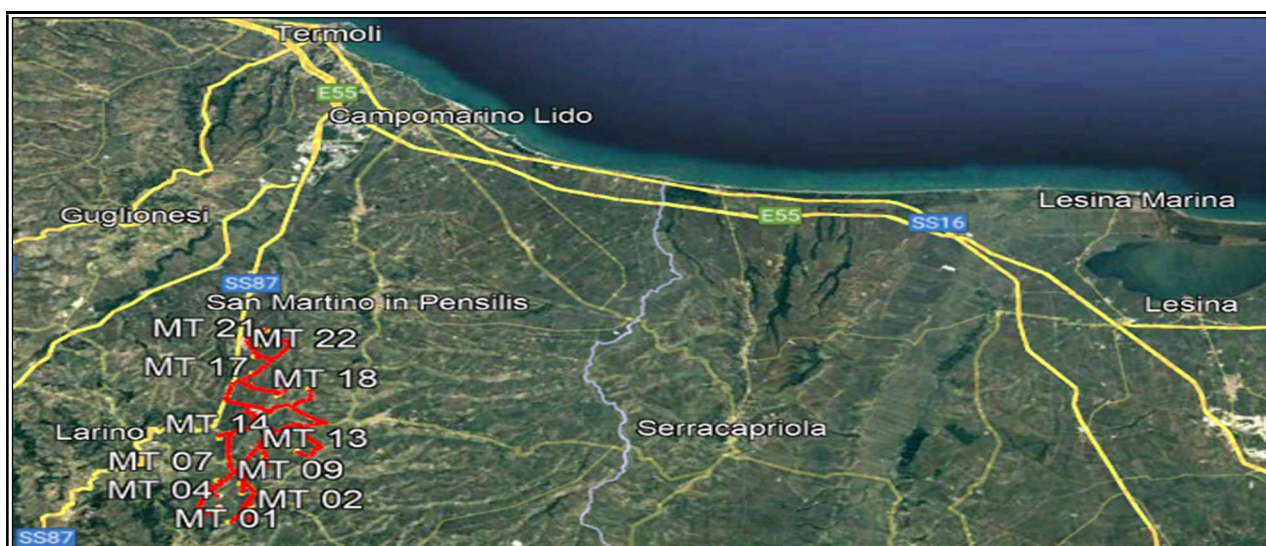 Termoli
E55
Campomarino Lido
Lesina Marina
Guglionesi
E55
SS16
SS87
San Martino in Pensilis
Lesina
MT 21
MT 22
MT 17
MT 18
MT 14
Larino
MT 13
Serracapriola
MT 07
MT 09
MT 04
MT 02
MT 01
SS87